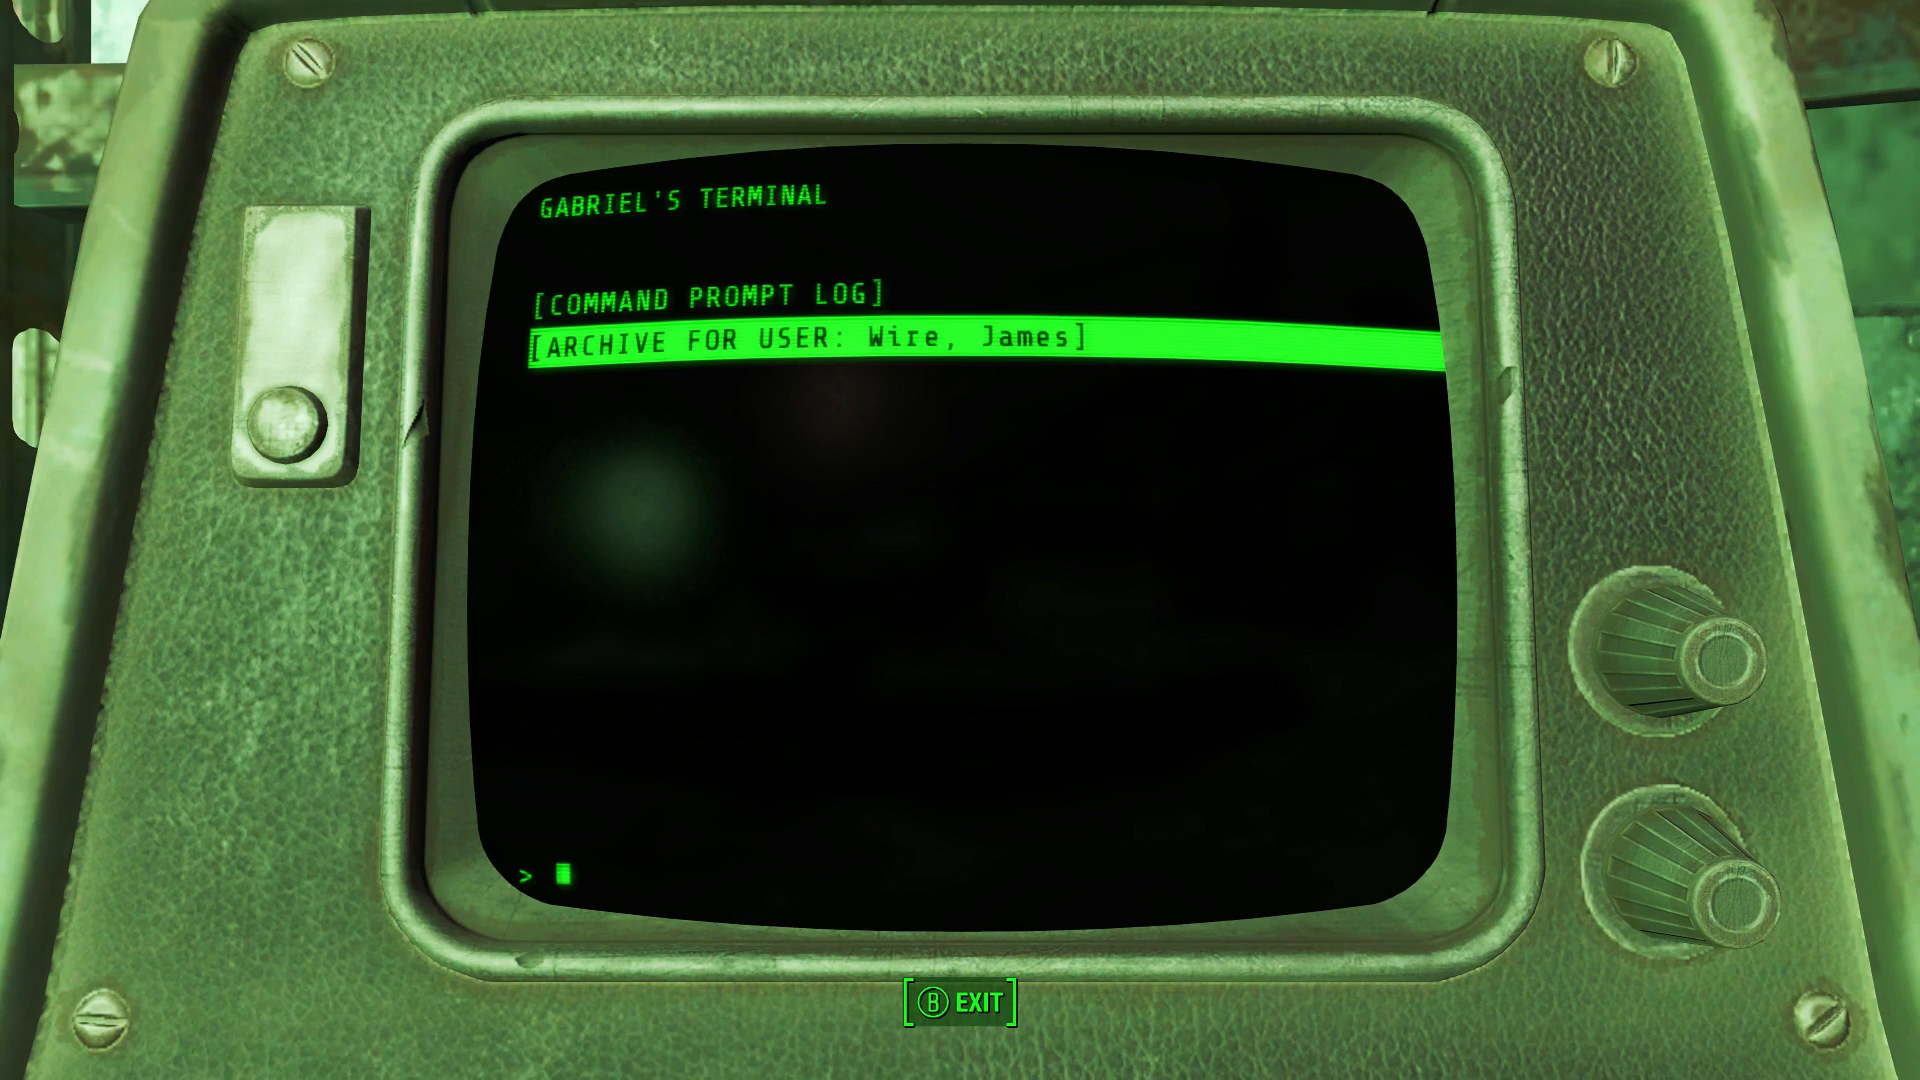 GABRIEL'S TERMINAL
[COMMAND PROMPT LOG]
[ARCHIVE FOR USER: Wire, James]
>
B EXIT